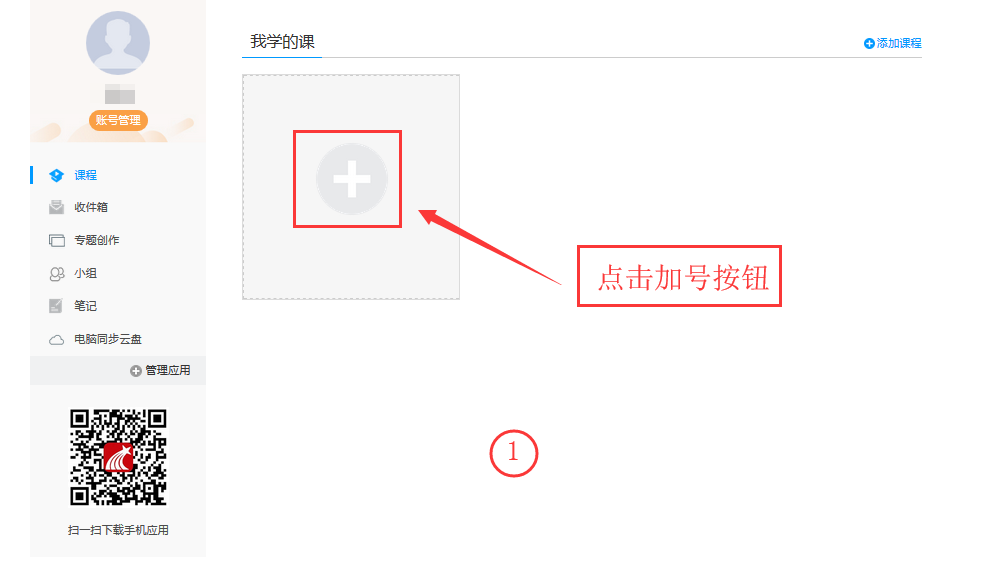 我学的课
添加课程
账号管理
课程
收件箱
专题创作
小组
笔记
电脑同步云盘
管理应用
扫一扫下载手机应用
点击加号按钮
1